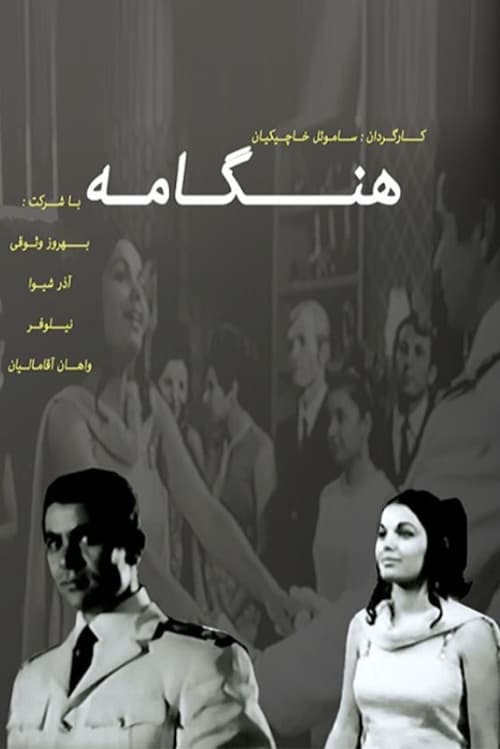 کارگردان : ساموئل خاچیکیان
هنگامه
با شرکت :
بهروز وثوقی
آذر شیوا
نیلوفر
واهان آقامالیان